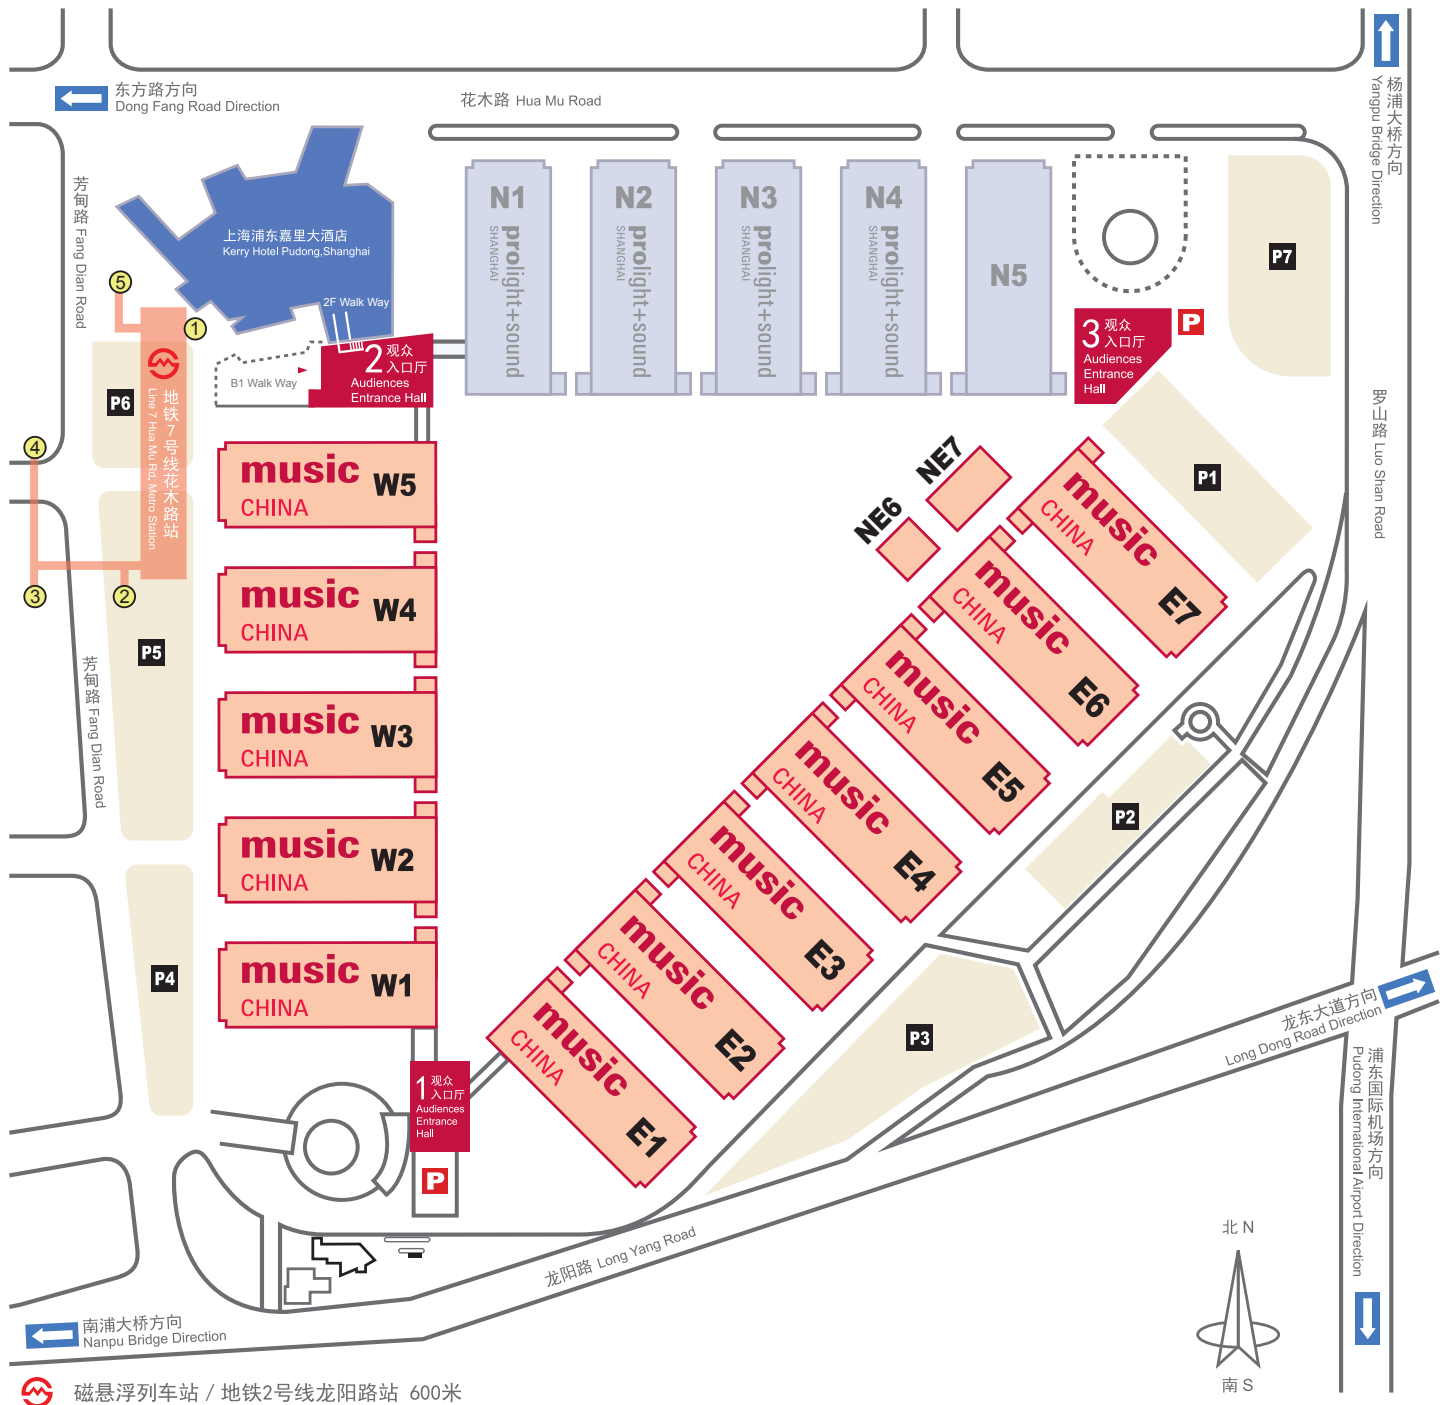 东方路方向
Dong Fang Road Direction
花木路 Hua Mu Road
杨浦大桥方向
Yangpu Bridge Direction
芳甸路 Fang Dian Road
上海浦东嘉里大酒店
Kerry Hotel Pudong,Shanghai
2F Walk Way
B1 Walk Way
N1
prolight+sound
SHANGHAI
N2
prolight+sound
SHANGHAI
N3
prolight+sound
SHANGHAI
N4
prolight+sound
SHANGHAI
N5
P7
5
1
P6
地铁7号线花木路站
Line 7 Hua Mu Rd. Metro Station
4
3
2
2 观众
入口厅
Audiences
Entrance Hall
3 观众
入口厅
Audiences
Entrance
Hall
P
罗山路 Luo Shan Road
P1
NE7
NE6
music
CHINA
W5
music
CHINA
W4
music
CHINA
W3
music
CHINA
W2
music
CHINA
W1
music
CHINA
E7
music
CHINA
E6
music
CHINA
E5
music
CHINA
E4
music
CHINA
E3
music
CHINA
E2
music
CHINA
E1
P5
芳甸路 Fang Dian Road
P4
P2
P3
1 观众
入口厅
Audiences
Entrance
Hall
P
龙东大道方向
Long Dong Road Direction
浦东国际机场方向
Pudong International Airport Direction
龙阳路 Long Yang Road
北 N
南 S
南浦大桥方向
Nanpu Bridge Direction
磁悬浮列车站 / 地铁2号线龙阳路站 600米